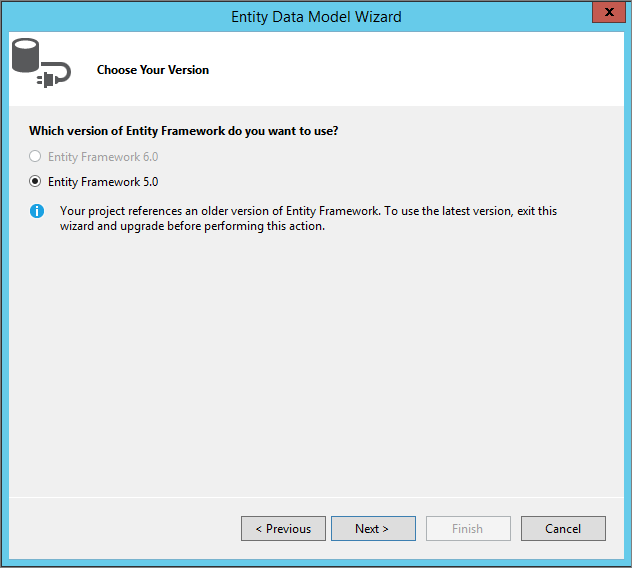 Entity Data Model Wizard
x
Choose Your Version
Which version of Entity Framework do you want to use?
Entity Framework 6.0
Entity Framework 5.0
i
Your project references an older version of Entity Framework. To use the latest version, exit this
wizard and upgrade before performing this action.
< Previous
Next >
Finish
Cancel